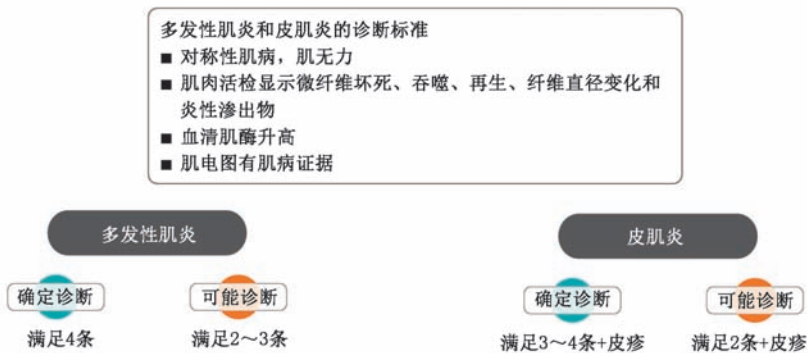 多发性肌炎和皮肌炎的诊断标准
■ 对称性肌病，肌无力
■ 肌肉活检显示微纤维坏死、吞噬、再生、纤维直径变化和
炎性渗出物
■ 血清肌酶升高
■ 肌电图有肌病证据
多发性肌炎
皮肌炎
确定诊断
可能诊断
确定诊断
可能诊断
满足4条
满足2～3条
满足3～4条+皮疹
满足2条+皮疹